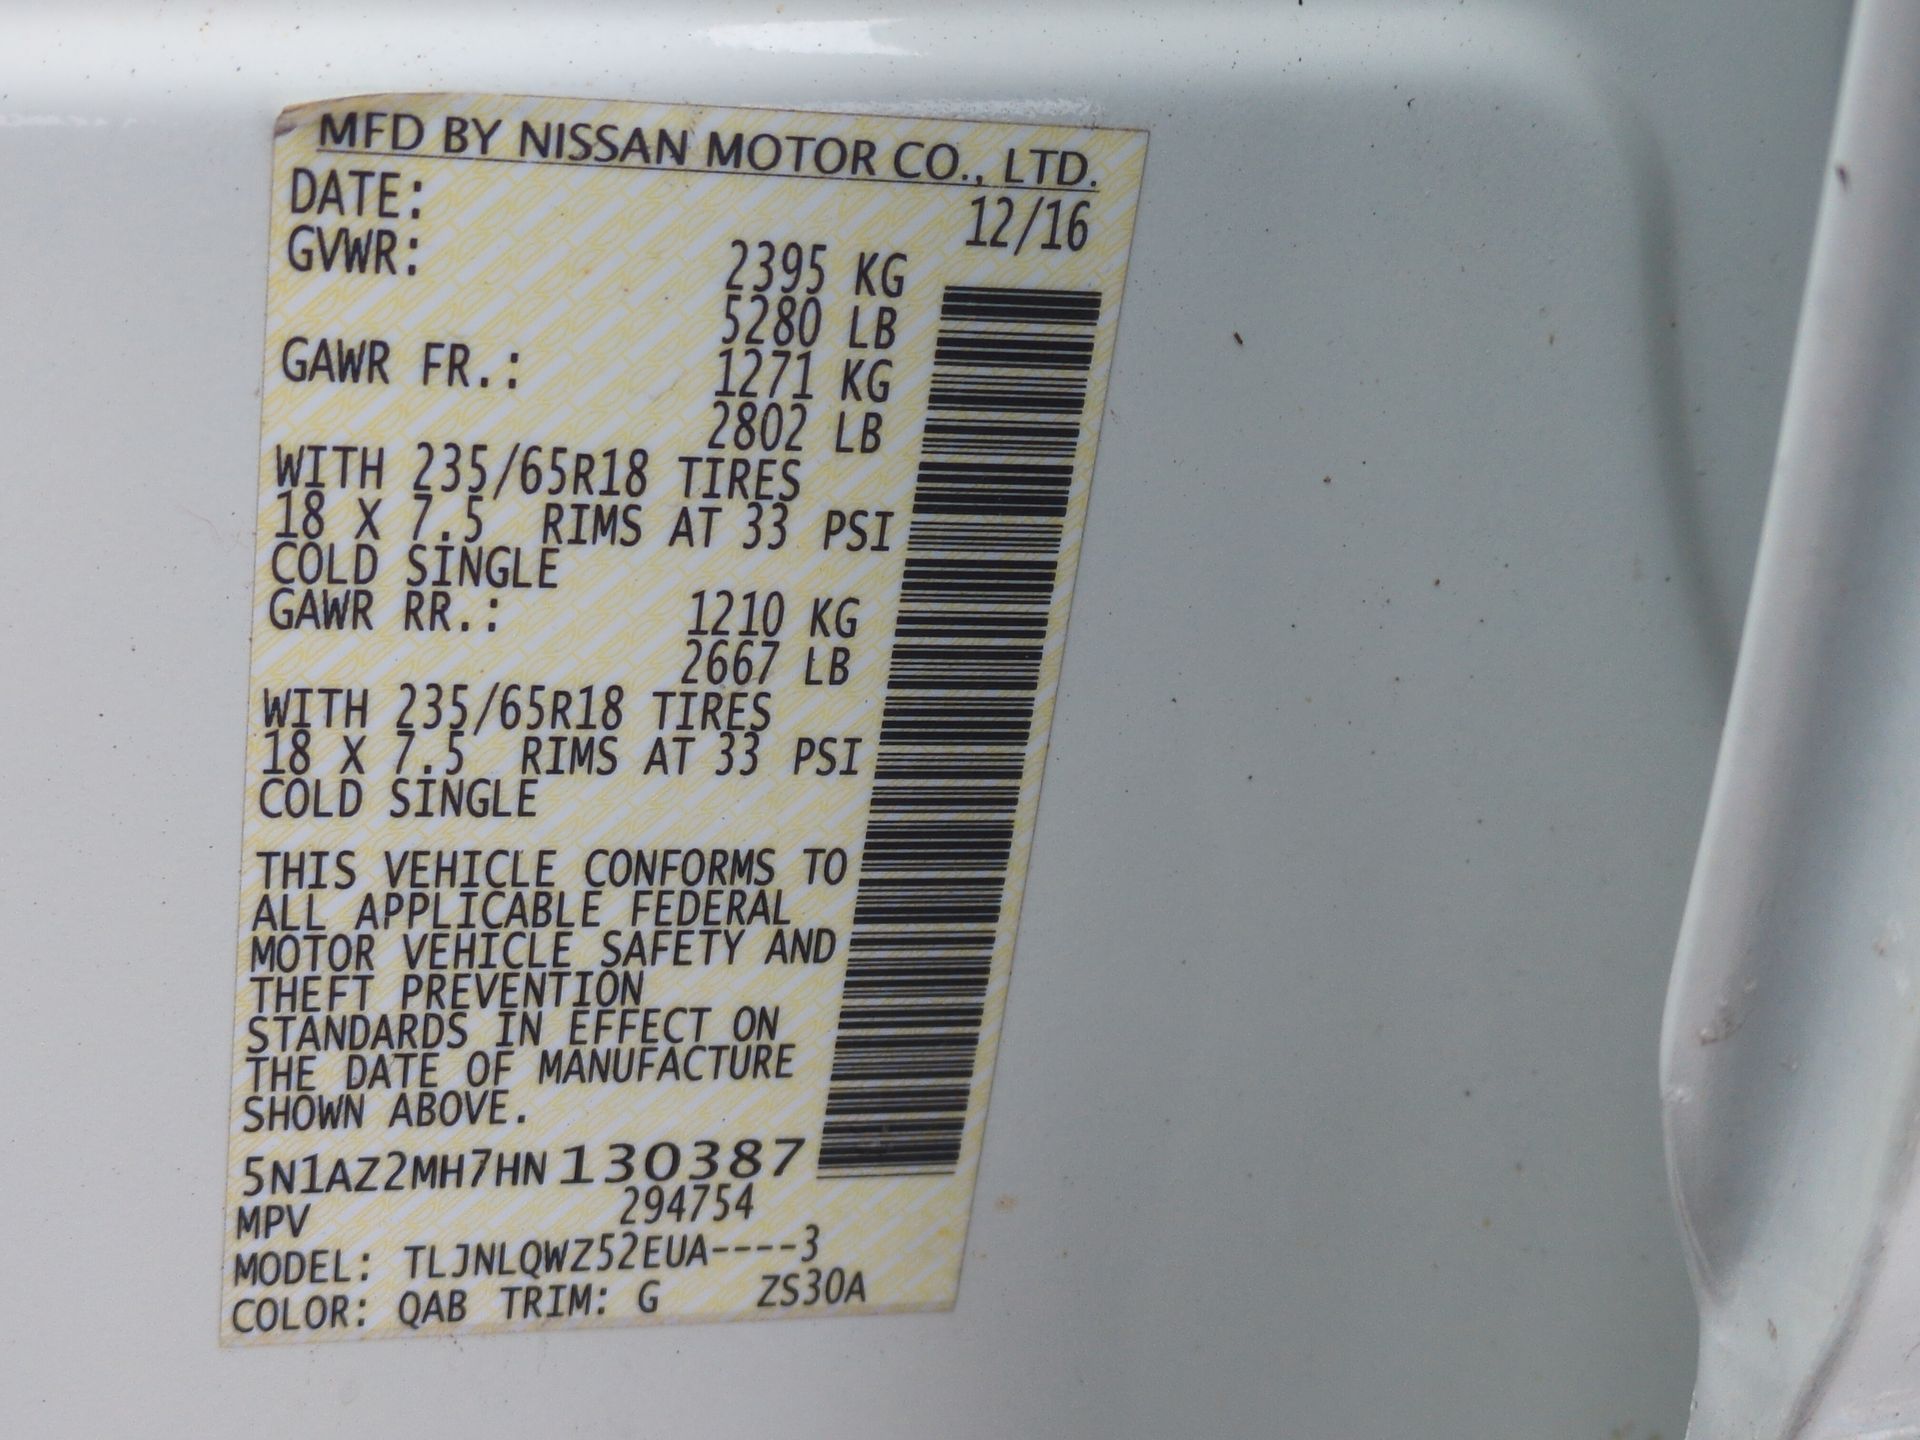 MFD BY NISSAN MOTOR CO., LTD.
DATE: 12/16
GVWR: 2395 KG
5280 LB
GAWR FR.: 1271 KG
2802 LB
WITH 235/65R18 TIRES
18 X 7.5 RIMS AT 33 PSI
COLD SINGLE
GAWR RR.: 1210 KG
2667 LB
WITH 235/65R18 TIRES
18 X 7.5 RIMS AT 33 PSI
COLD SINGLE
THIS VEHICLE CONFORMS TO
ALL APPLICABLE FEDERAL
MOTOR VEHICLE SAFETY AND
THEFT PREVENTION
STANDARDS IN EFFECT ON
THE DATE OF MANUFACTURE
SHOWN ABOVE.
5N1AZ2MH7HN130387
MPV 294754
MODEL: TLJNLQWZ52EUA----3
COLOR: QAB TRIM: G ZS30A